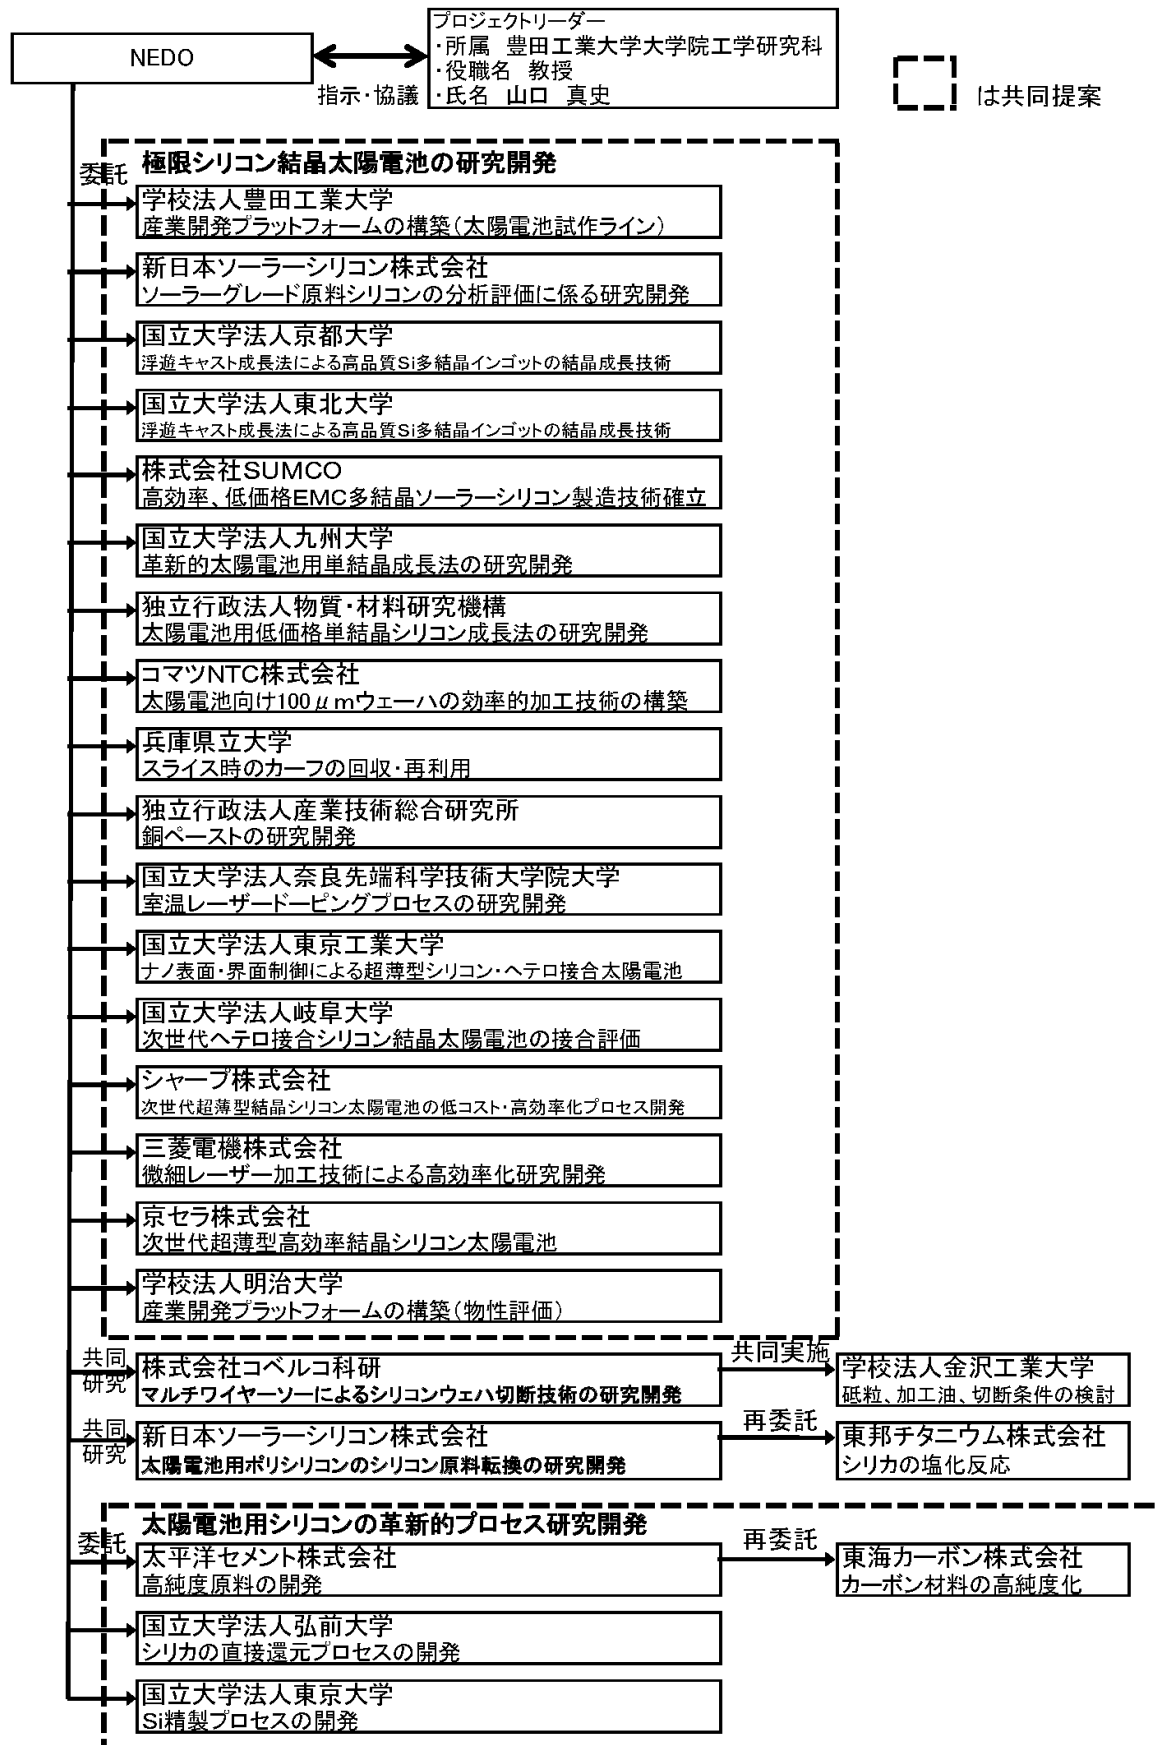 プロジェクトリーダー
・所属 豊田工業大学大学院工学研究科
・役職名 教授
・氏名 山口 真史
NEDO
指示・協議
は共同提案
委託
極限シリコン結晶太陽電池の研究開発
学校法人豊田工業大学
産業開発プラットフォームの構築(太陽電池試作ライン)
新日本ソーラーシリコン株式会社
ソーラーグレード原料シリコンの分析評価に係る研究開発
国立大学法人京都大学
浮遊キャスト成長法による高品質Si多結晶インゴットの結晶成長技術
国立大学法人東北大学
浮遊キャスト成長法による高品質Si多結晶インゴットの結晶成長技術
株式会社SUMCO
高効率、低価格EMC多結晶ソーラーシリコン製造技術確立
国立大学法人九州大学
革新的太陽電池用単結晶成長法の研究開発
独立行政法人物質・材料研究機構
太陽電池用低価格単結晶シリコン成長法の研究開発
コマツNTC株式会社
太陽電池向け100μmウェーハの効率的加工技術の構築
兵庫県立大学
スライス時のカーフの回収・再利用
独立行政法人産業技術総合研究所
銅ペーストの研究開発
国立大学法人奈良先端科学技術大学院大学
室温レーザードーピングプロセスの研究開発
国立大学法人東京工業大学
ナノ表面・界面制御による超薄型シリコン・ヘテロ接合太陽電池
国立大学法人岐阜大学
次世代ヘテロ接合シリコン結晶太陽電池の接合評価
シャープ株式会社
次世代超薄型結晶シリコン太陽電池の低コスト・高効率化プロセス開発
三菱電機株式会社
微細レーザー加工技術による高効率化研究開発
京セラ株式会社
次世代超薄型高効率結晶シリコン太陽電池
学校法人明治大学
産業開発プラットフォームの構築(物性評価)
共同
研究
株式会社コベルコ科研
マルチワイヤーソーによるシリコンウェハ切断技術の研究開発
共同実施
学校法人金沢工業大学
砥粒、加工油、切断条件の検討
共同
研究
新日本ソーラーシリコン株式会社
太陽電池用ポリシリコンのシリコン原料転換の研究開発
再委託
東邦チタニウム株式会社
シリカの塩化反応
委託
太陽電池用シリコンの革新的プロセス研究開発
太平洋セメント株式会社
高純度原料の開発
再委託
東海カーボン株式会社
カーボン材料の高純度化
国立大学法人弘前大学
シリカの直接還元プロセスの開発
国立大学法人東京大学
Si精製プロセスの開発